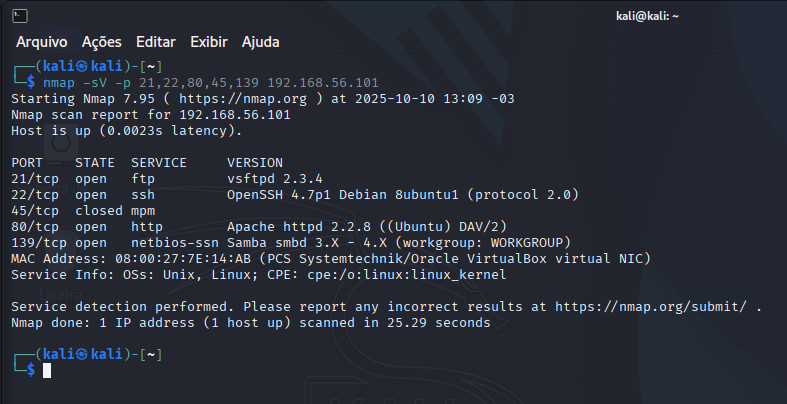 kali@kali: ~
Arquivo Ações Editar Exibir Ajuda
┌──(kali㉿kali)-[~]
└─$ nmap -sV -p 21,22,80,45,139 192.168.56.101
Starting Nmap 7.95 ( https://nmap.org ) at 2025-10-10 13:09 -03
Nmap scan report for 192.168.56.101
Host is up (0.0023s latency).
PORT    STATE  SERVICE     VERSION
21/tcp  open   ftp         vsftpd 2.3.4
22/tcp  open   ssh         OpenSSH 4.7p1 Debian 8ubuntu1 (protocol 2.0)
45/tcp  closed mpm
80/tcp  open   http        Apache httpd 2.2.8 ((Ubuntu) DAV/2)
139/tcp open   netbios-ssn Samba smbd 3.X - 4.X (workgroup: WORKGROUP)
MAC Address: 08:00:27:7E:14:AB (PCS Systemtechnik/Oracle VirtualBox virtual NIC)
Service Info: OSs: Unix, Linux; CPE: cpe:/o:linux:linux_kernel
Lixeira
Service detection performed. Please report any incorrect results at https://nmap.org/submit/ .
Nmap done: 1 IP address (1 host up) scanned in 25.29 seconds
┌──(kali㉿kali)-[~]
└─$